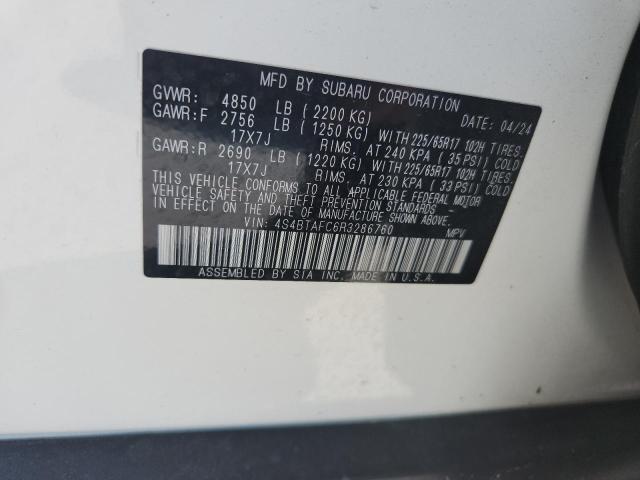 MFD BY SUBARU CORPORATION DATE: 04/24
GVWR: 4850 LB (2200 KG)
GAWR:F 2756 LB (1250 KG) WITH 225/65R17 102H TIRES.
17X7J RIMS. AT 240 KPA (35 PSI) COLD
GAWR:R 2690 LB (1220 KG) WITH 225/65R17 102H TIRES.
17X7J RIMS. AT 230 KPA (33 PSI) COLD
THIS VEHICLE CONFORMS TO ALL APPLICABLE FEDERAL MOTOR
VEHICLE SAFETY AND THEFT PREVENTION STANDARDS -
IN EFFECT ON THE DATE OF MANUFACTURE SHOWN ABOVE.
VIN: 4S4BTAFC6R3286760 MPV
ASSEMBLED BY SIA INC. MADE IN U.S.A.